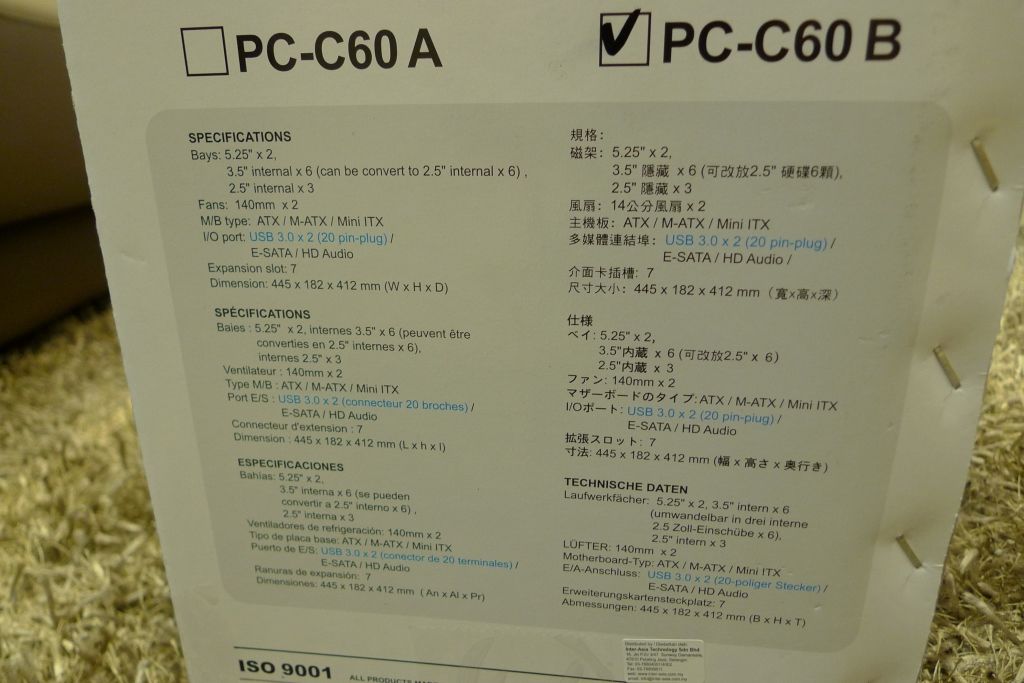 PC-C60 A
PC-C60 B
SPECIFICATIONS
Bays: 5.25" x 2,
3.5" internal x 6 (can be convert to 2.5" internal x 6) ,
2.5" internal x 3
Fans: 140mm x 2
M/B type: ATX / M-ATX / Mini ITX
I/O port: USB 3.0 x 2 (20 pin-plug) /
E-SATA / HD Audio
Expansion slot: 7
Dimension: 445 x 182 x 412 mm (W x H x D)
SPÉCIFICATIONS
Baies : 5.25" x 2, internes 3.5" x 6 (peuvent être
converties en 2.5" internes x 6),
internes 2.5" x 3
Ventilateur : 140mm x 2
Type M/B : ATX / M-ATX / Mini ITX
Port E/S : USB 3.0 x 2 (connecteur 20 broches) /
E-SATA / HD Audio
Connecteur d'extension : 7
Dimension : 445 x 182 x 412 mm (L x h x l)
ESPECIFICACIONES
Bahías: 5.25" x 2,
3.5" interna x 6 (se pueden
convertir a 2.5" interno x 6) ,
2.5" interna x 3
Ventiladores de refrigeración: 140mm x 2
Tipo de placa base: ATX / M-ATX / Mini ITX
Puerto de E/S: USB 3.0 x 2 (conector de 20 terminales) /
E-SATA / HD Audio
Ranuras de expansión: 7
Dimensiones: 445 x 182 x 412 mm ( An x Al x Pr)
規格:
磁架: 5.25" x 2,
3.5" 隱藏 x 6 (可改放2.5" 硬碟6顆),
2.5" 隱藏 x 3
風扇: 14公分風扇 x 2
主機板: ATX / M-ATX / Mini ITX
多媒體連結埠: USB 3.0 x 2 (20 pin-plug) /
E-SATA / HD Audio /
介面卡插槽: 7
尺寸大小: 445 x 182 x 412 mm (寬x高x深)
仕様
ベイ: 5.25" x 2,
3.5"内蔵 x 6 (可改放2.5" x 6)
2.5"内蔵 x 3
ファン: 140mm x 2
マザーボードのタイプ: ATX / M-ATX / Mini ITX
I/Oポート: USB 3.0 x 2 (20 pin-plug) /
E-SATA / HD Audio
拡張スロット: 7
寸法: 445 x 182 x 412 mm (幅 x 高さ x 奥行き)
TECHNISCHE DATEN
Laufwerkfächer: 5.25" x 2, 3.5" intern x 6
(umwandelbar in drei interne
2.5 Zoll-Einschübe x 6),
2.5" intern x 3
LÜFTER: 140mm x 2
Motherboard-Typ: ATX / M-ATX / Mini ITX
E/A-Anschluss: USB 3.0 x 2 (20-poliger Stecker) /
E-SATA / HD Audio
Erweiterungskartensteckplatz: 7
Abmessungen: 445 x 182 x 412 mm (B x H x T)
ISO 9001
ALL PRODUCTS
Inter-Asia Technology Sdn Bhd